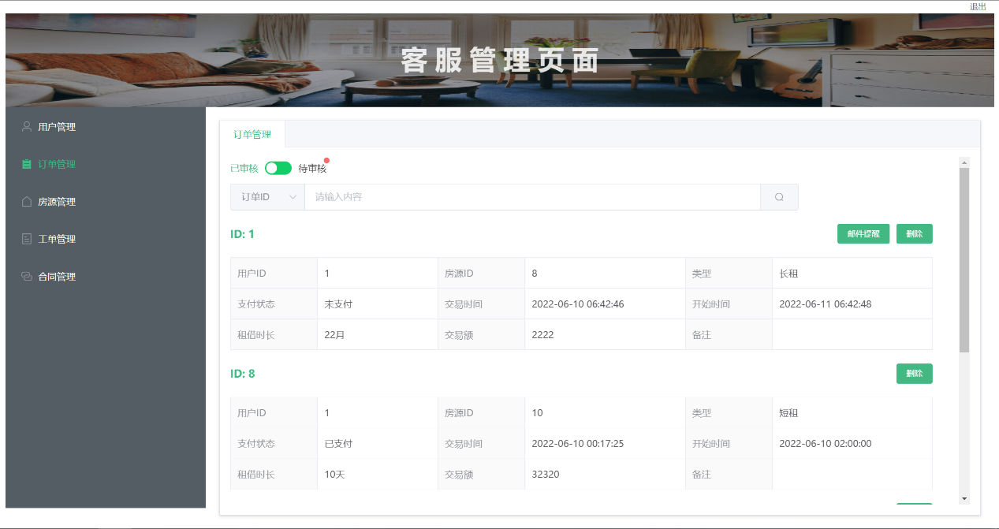 退出
客服管理页面
用户管理
订单管理
房源管理
工单管理
合同管理
订单管理
已审核 待审核
订单ID 请输入内容
ID: 1 邮件提醒 删除
用户ID 1 房源ID 8 类型 长租
支付状态 未支付 交易时间 2022-06-10 06:42:46 开始时间 2022-06-11 06:42:48
租借时长 22月 交易额 2222 备注
ID: 8 删除
用户ID 1 房源ID 10 类型 短租
支付状态 已支付 交易时间 2022-06-10 00:17:25 开始时间 2022-06-10 02:00:00
租借时长 10天 交易额 32320 备注